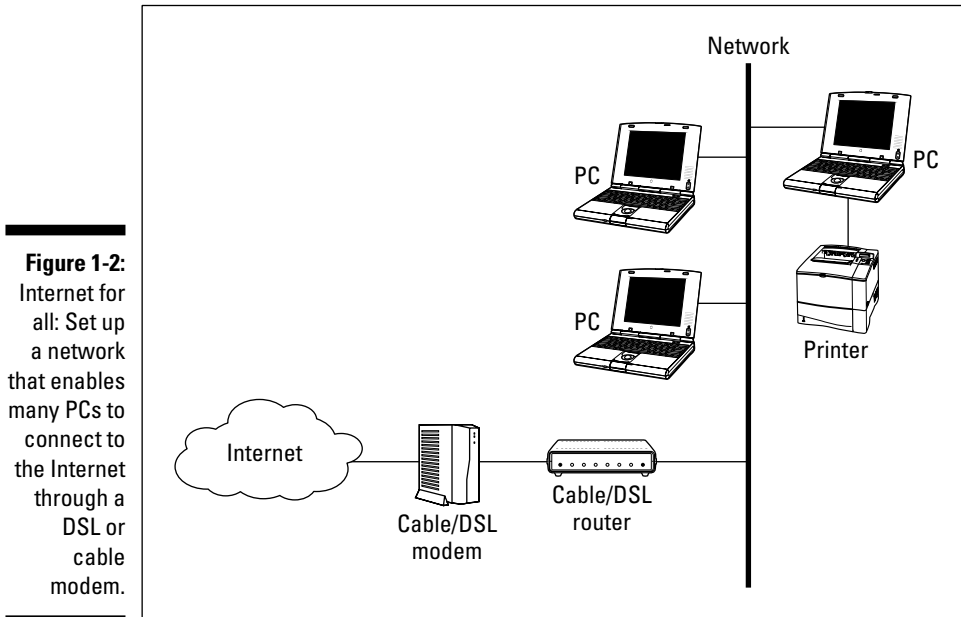 Figure 1-2:
Internet for
all: Set up
a network
that enables
many PCs to
connect to
the Internet
through a
DSL or
cable
modem.
Network
PC
PC
PC
Printer
Internet
Cable/DSL
modem
Cable/DSL
router